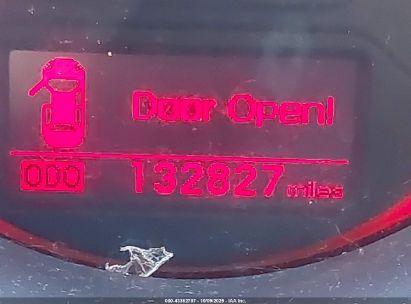 Door Open!
ODO 132827 miles